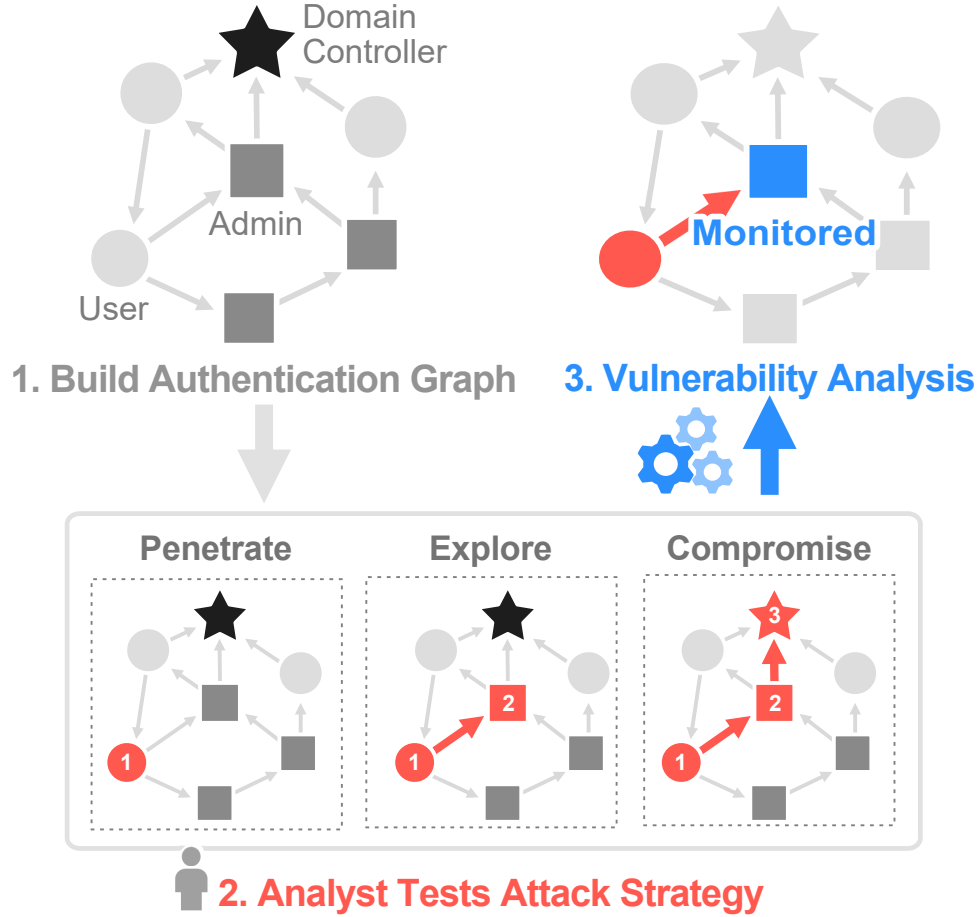 Domain
Controller
Admin
User
1. Build Authentication Graph
Monitored
3. Vulnerability Analysis
Penetrate
Explore
Compromise
1
2
1
3
2
1
2. Analyst Tests Attack Strategy